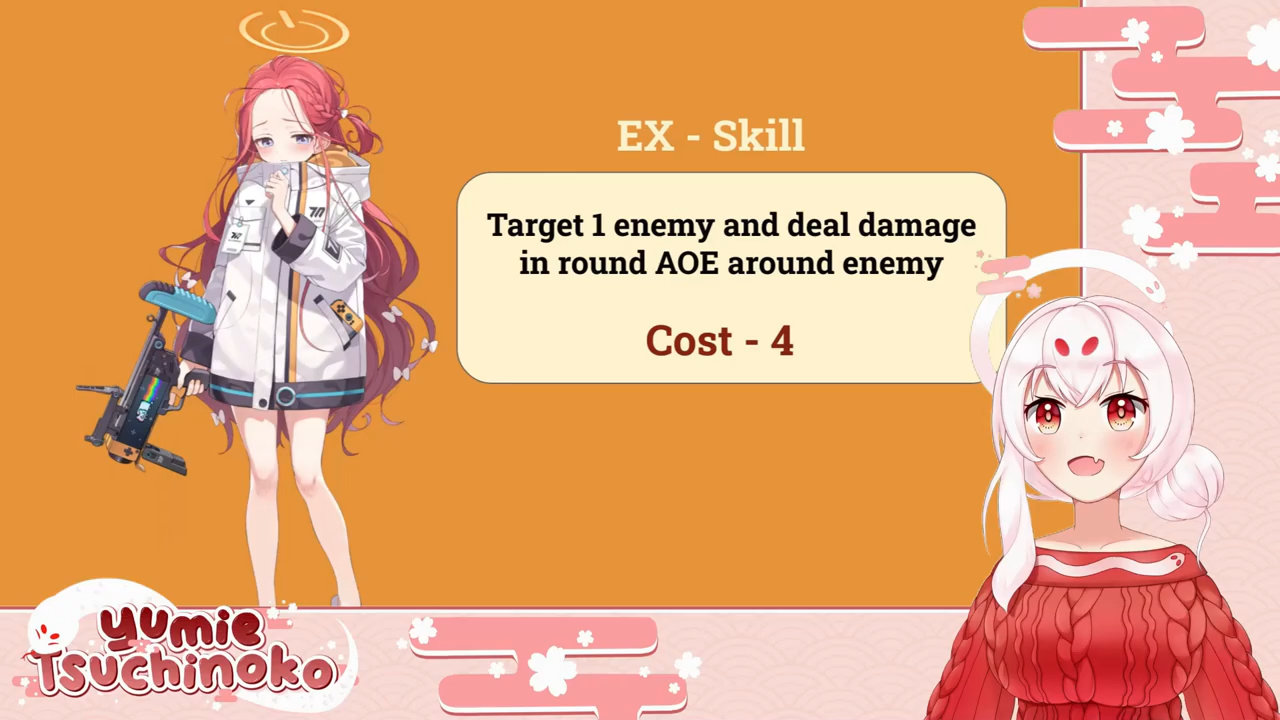 EX - Skill
Target 1 enemy and deal damage
in round AOE around enemy
Cost - 4
yumie
Tsuchinoko